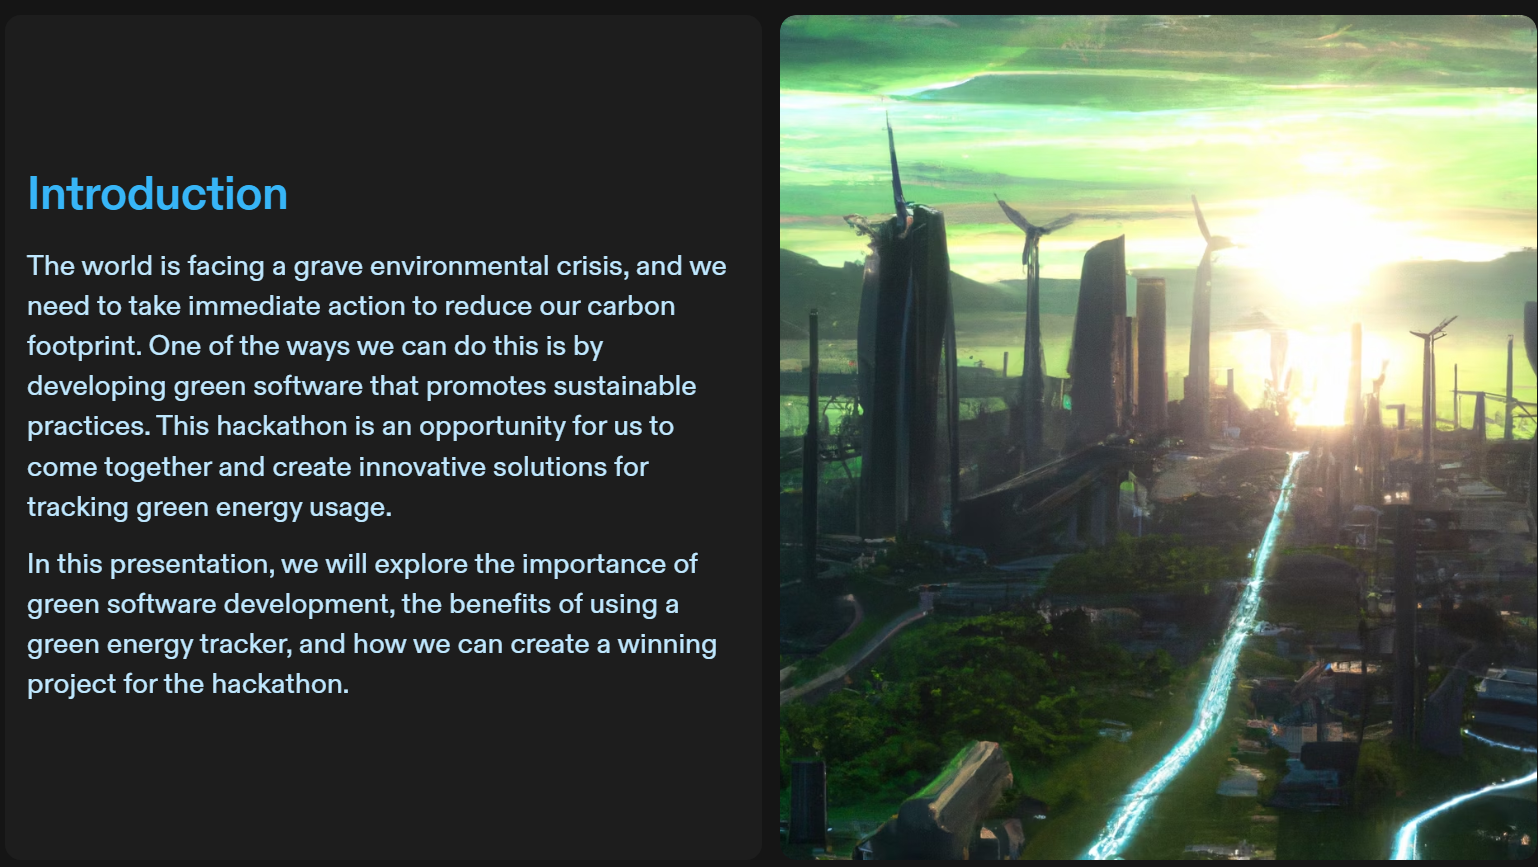 Introduction
The world is facing a grave environmental crisis, and we
need to take immediate action to reduce our carbon
footprint. One of the ways we can do this is by
developing green software that promotes sustainable
practices. This hackathon is an opportunity for us to
come together and create innovative solutions for
tracking green energy usage.
In this presentation, we will explore the importance of
green software development, the benefits of using a
green energy tracker, and how we can create a winning
project for the hackathon.